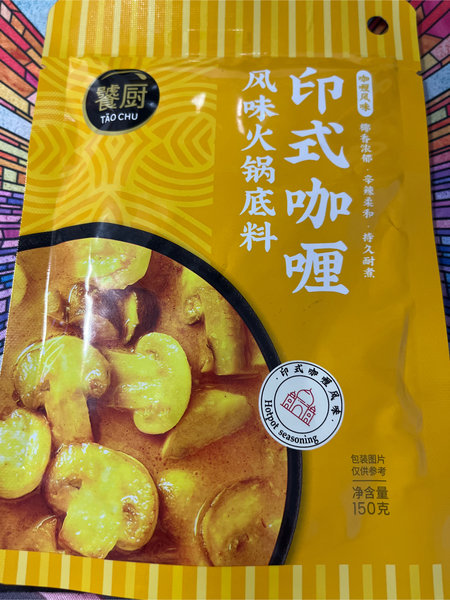 饕厨
TAO CHU
印式咖喱
风味火锅底料
咖喱风味
椰香浓郁·辛辣柔和·持久耐煮
·印式咖喱风味·
Hotpot seasoning
包装图片
仅供参考
净含量
150克